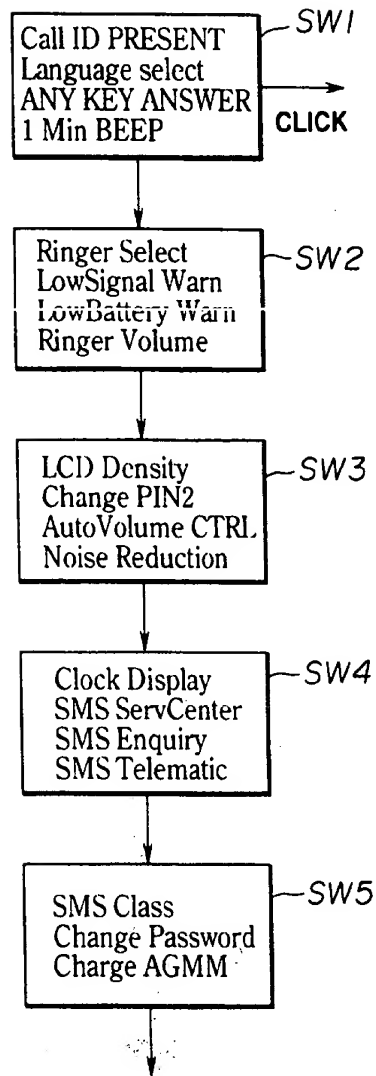 Call ID PRESENT
Language select
ANY KEY ANSWER
1 Min BEEP
SW1
CLICK
Ringer Select
LowSignal Warn
LowBattery Warn
Ringer Volume
SW2
LCD Density
Change PIN2
AutoVolume CTRL
Noise Reduction
SW3
Clock Display
SMS ServCenter
SMS Enquiry
SMS Telematic
SW4
SMS Class
Change Password
Charge AGMM
SW5